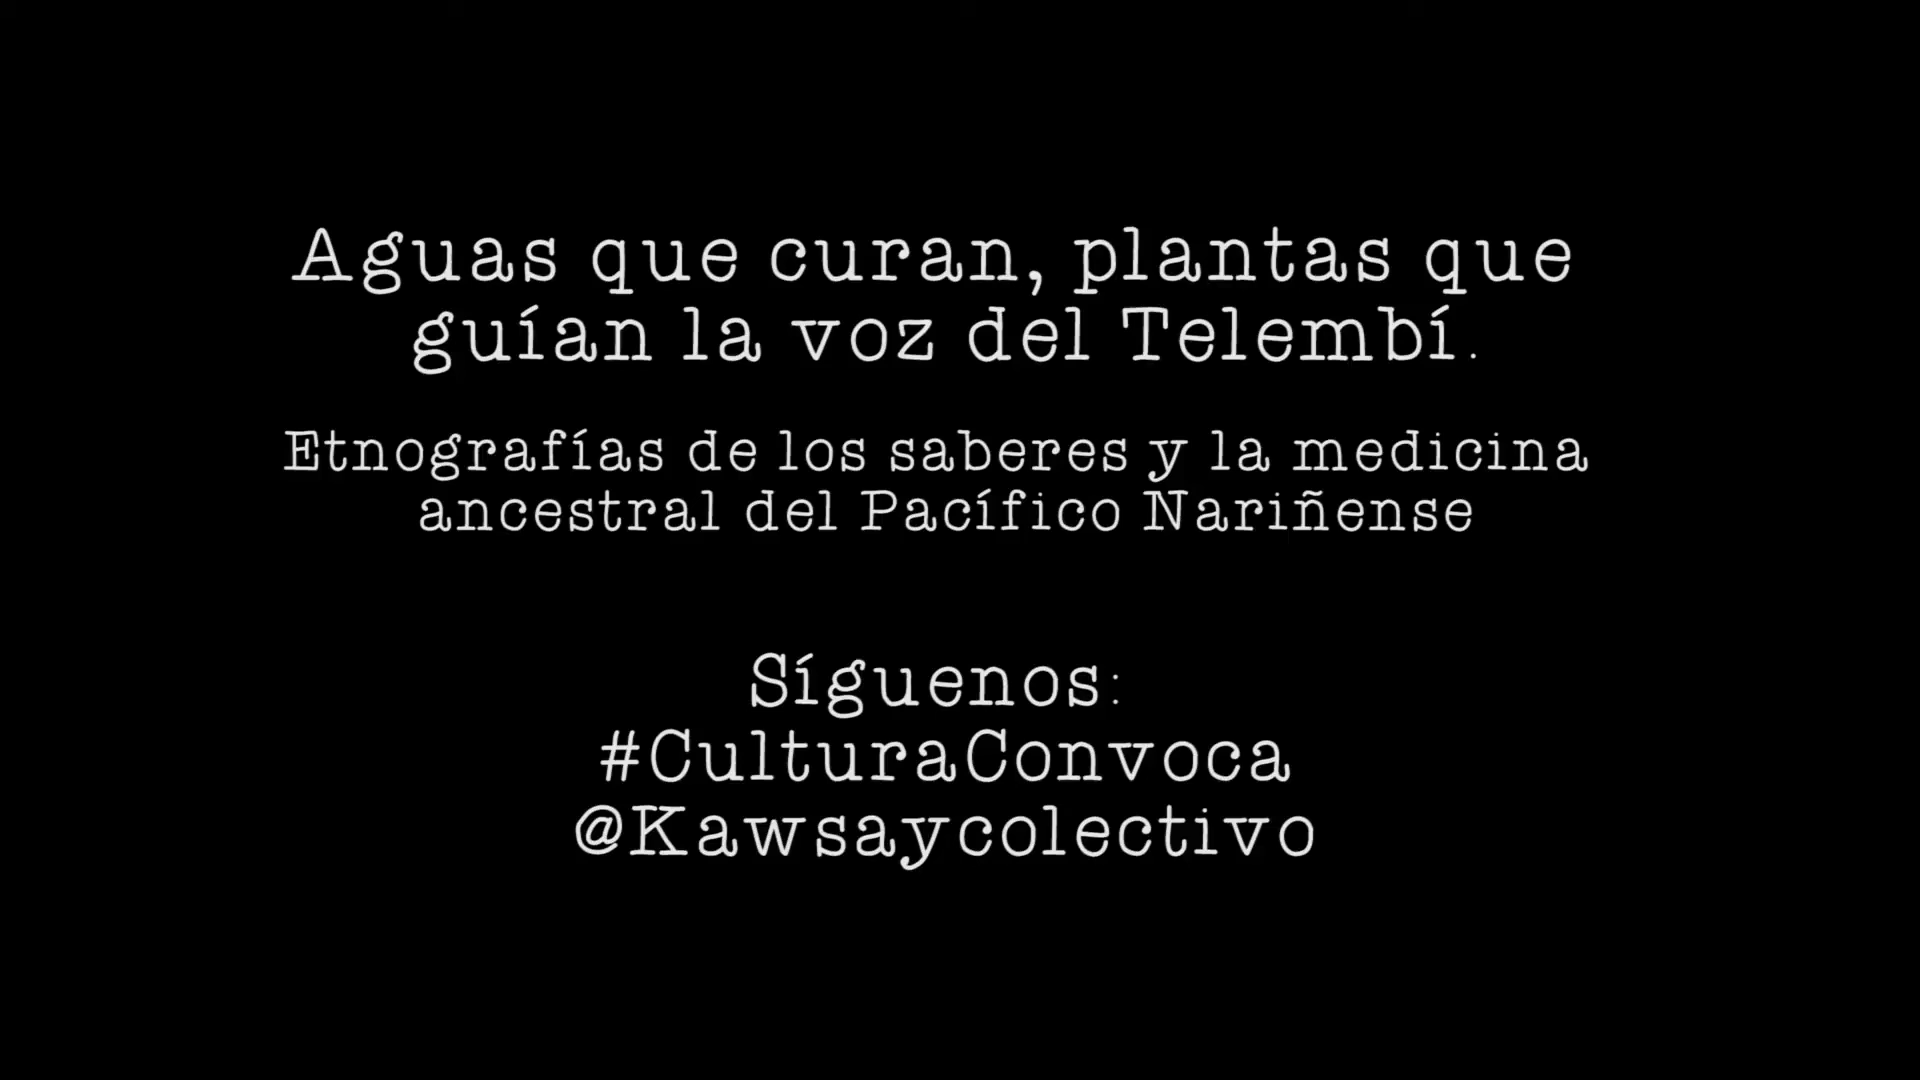 Aguas que curan, plantas que
guían la voz del Telembí.
Etnografías de los saberes y la medicina
ancestral del Pacífico Nariñense
Síguenos:
#CulturaConvoca
@Kawsaycolectivo